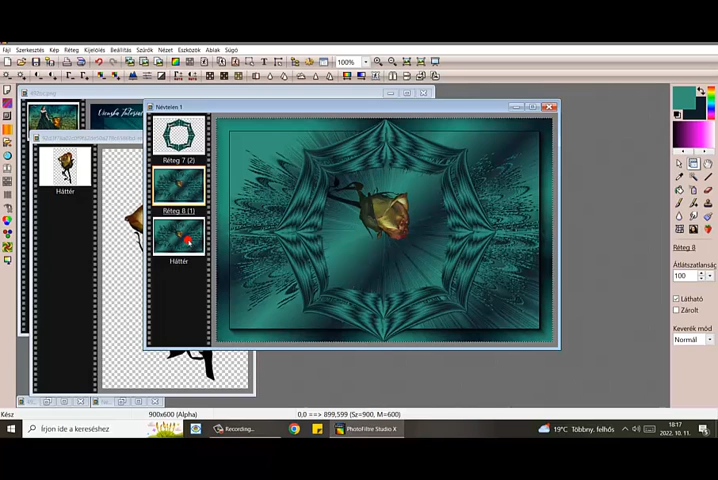 Fájl Szerkesztés Kép Réteg Kijelölés Beállítás Szűrők Nézet Eszközök Ablak Súgó
100%
Névtelen 1
Réteg 7 (2)
Réteg 8 (1)
Háttér
Háttér
Réteg 8
Átlátszatlanság
100
Látható
Zárolt
Keverék mód
Normál
Kész
900x600 (Alpha)
0,0 ==> 899,599 (Sz=900, M=600)
Írjon ide a kereséshez
Recording...
PhotoFiltre Studio X
19°C Többny. felhős
18:17
2022. 10. 11.